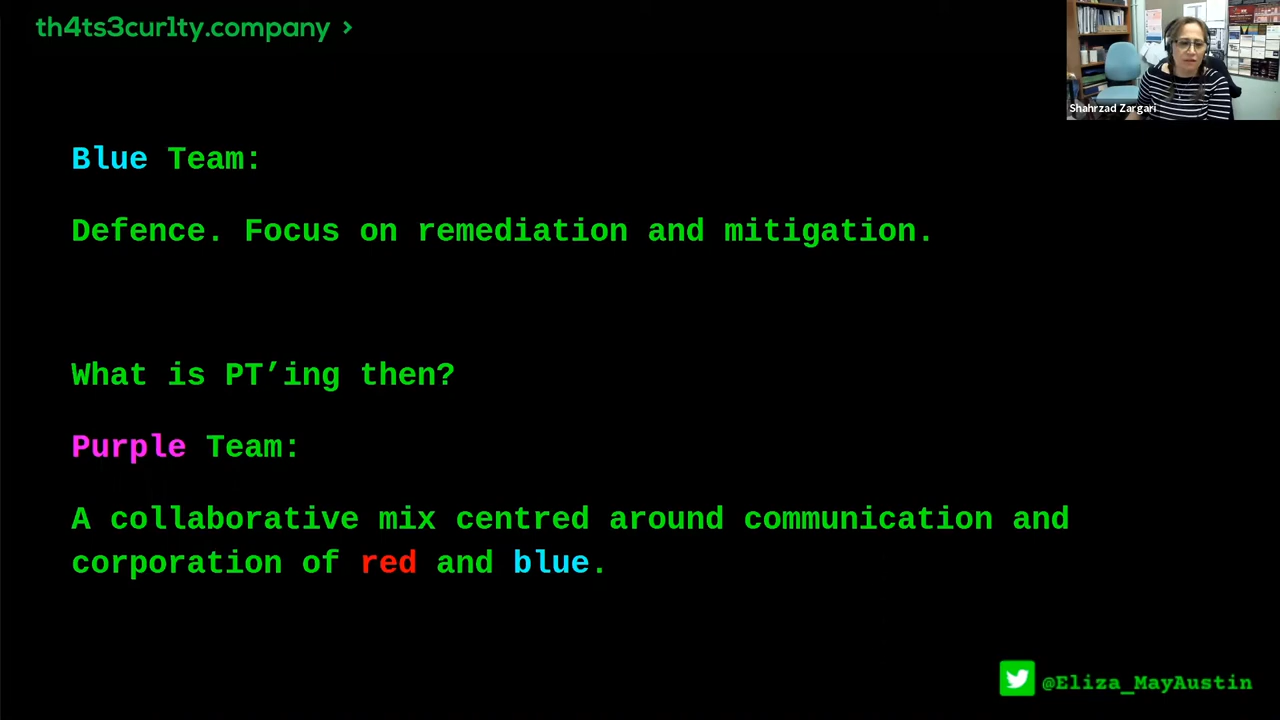 th4ts3cur1ty.company >
Shahrzad Zargari
Blue Team:
Defence. Focus on remediation and mitigation.
What is PT’ing then?
Purple Team:
A collaborative mix centred around communication and
corporation of red and blue.
@Eliza_MayAustin